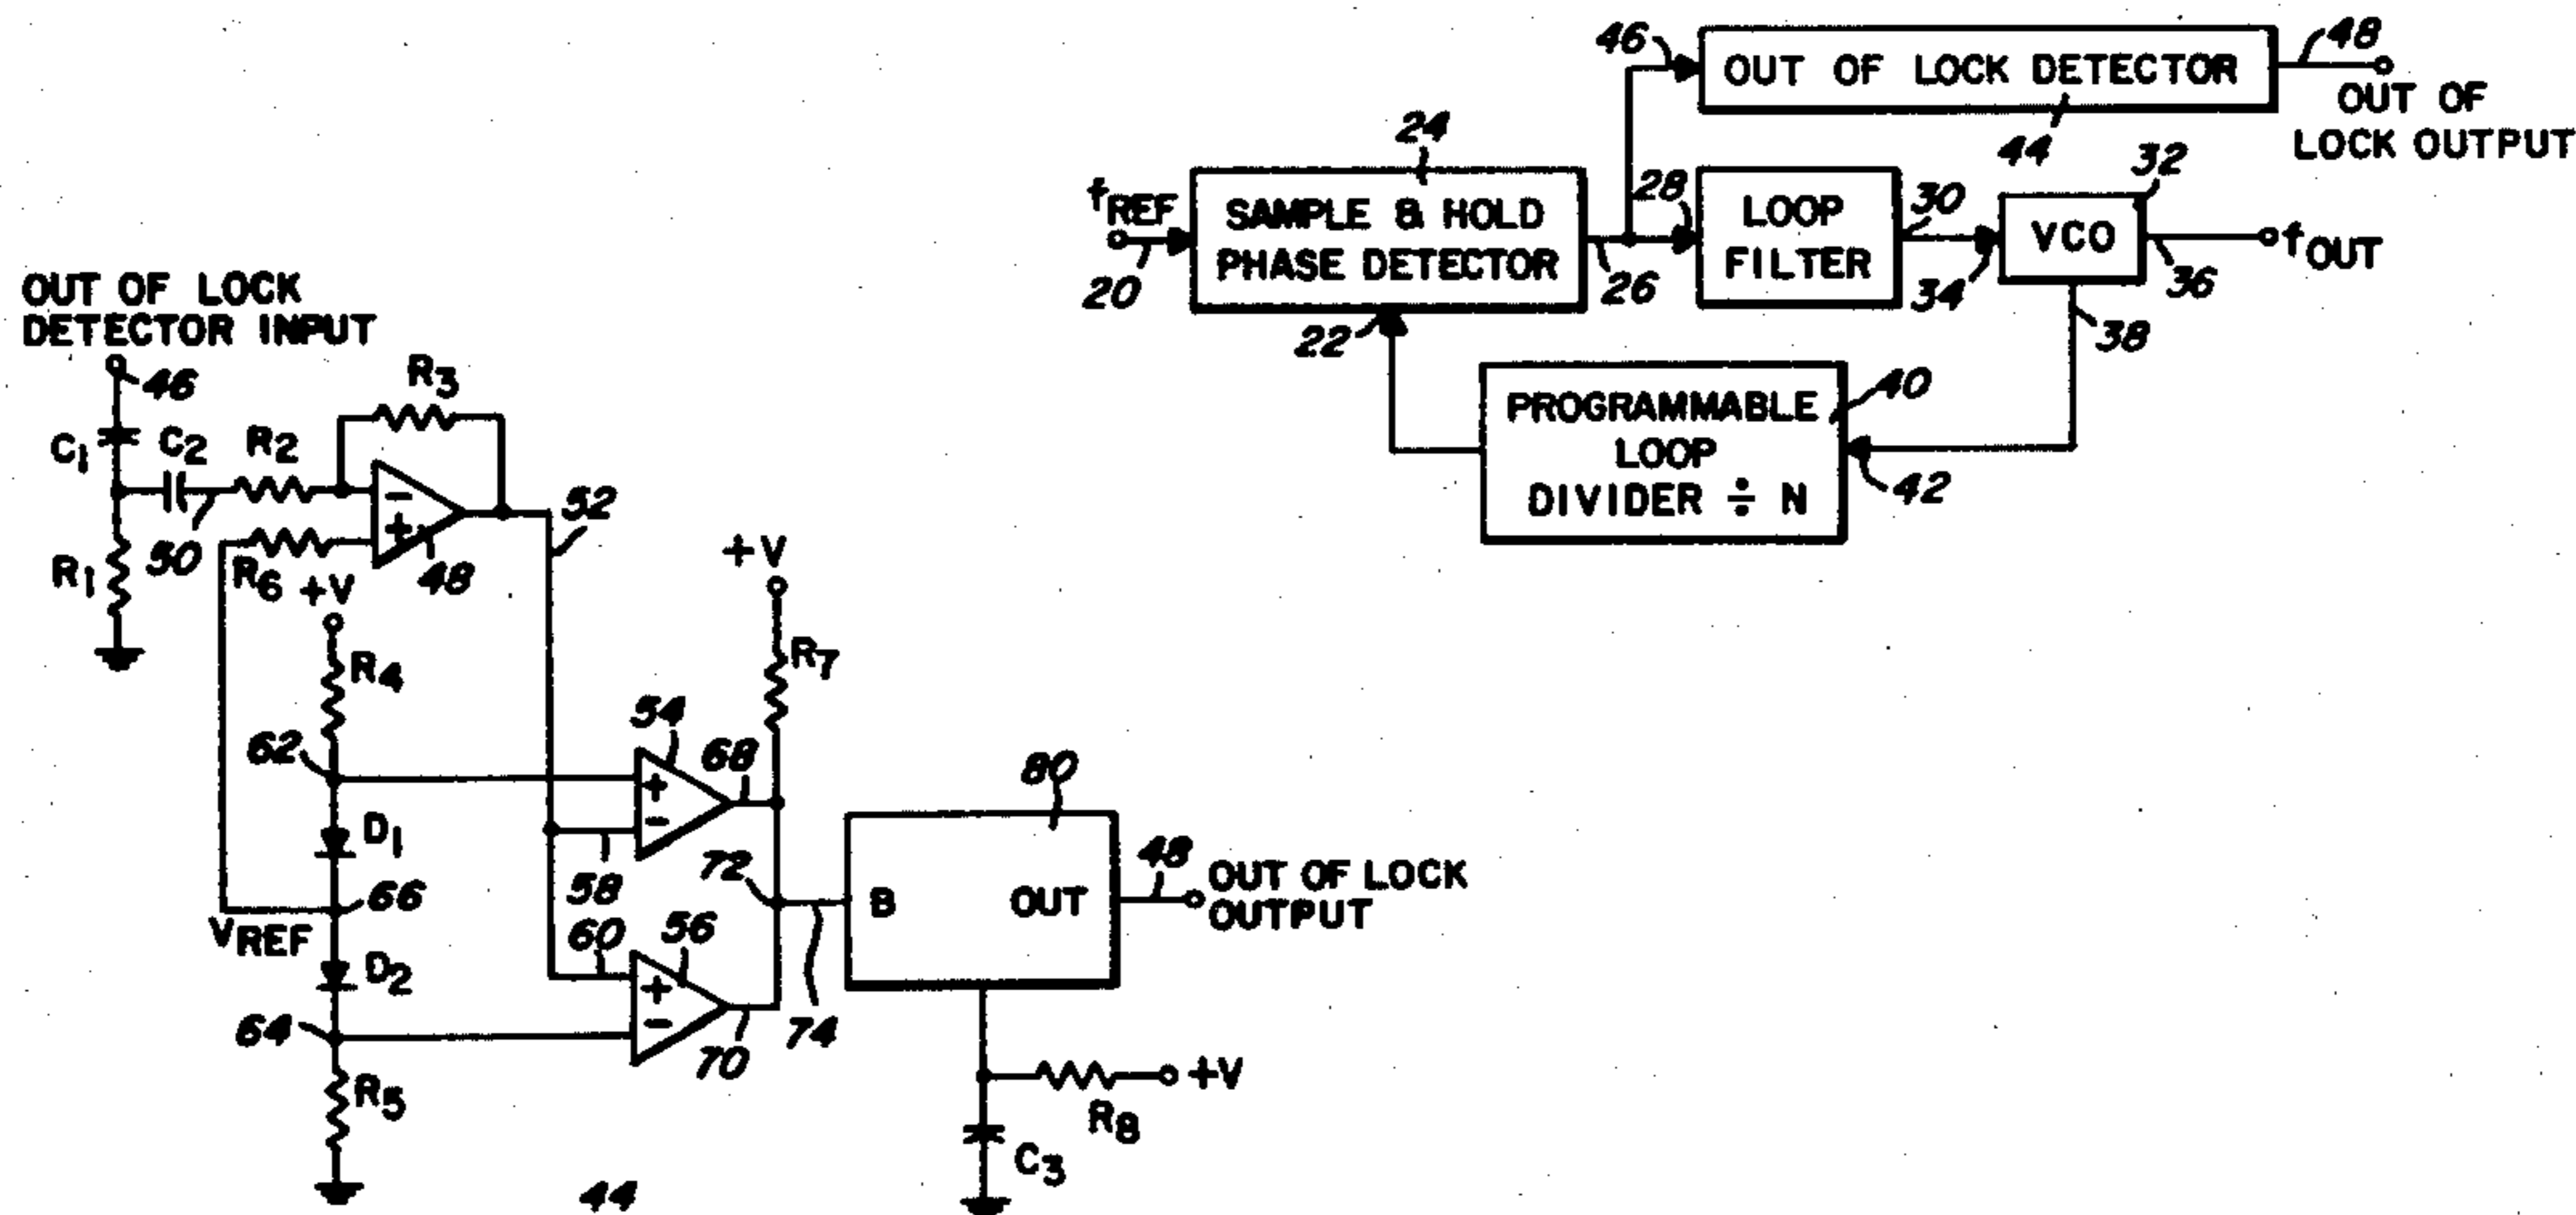 46
OUT OF LOCK DETECTOR
48
OUT OF
LOCK OUTPUT
44
24
fREF
20
SAMPLE & HOLD
PHASE DETECTOR
22
26
28
LOOP
FILTER
30
34
32
VCO
36
fOUT
38
PROGRAMMABLE
LOOP
DIVIDER ÷ N
40
42
OUT OF LOCK
DETECTOR INPUT
46
R3
C1
C2
R2
50
-
+
48
52
R1
R6
+V
R4
62
D1
66
VREF
D2
64
R5
+V
R7
54
+
-
68
58
72
60
56
+
-
70
74
80
B
OUT
48
OUT OF LOCK
OUTPUT
+V
R8
C3
44